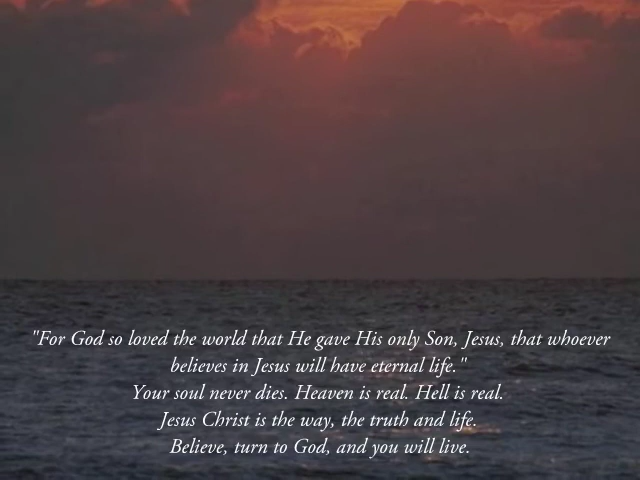 "For God so loved the world that He gave His only Son, Jesus, that whoever
believes in Jesus will have eternal life."
Your soul never dies. Heaven is real. Hell is real.
Jesus Christ is the way, the truth and life.
Believe, turn to God, and you will live.